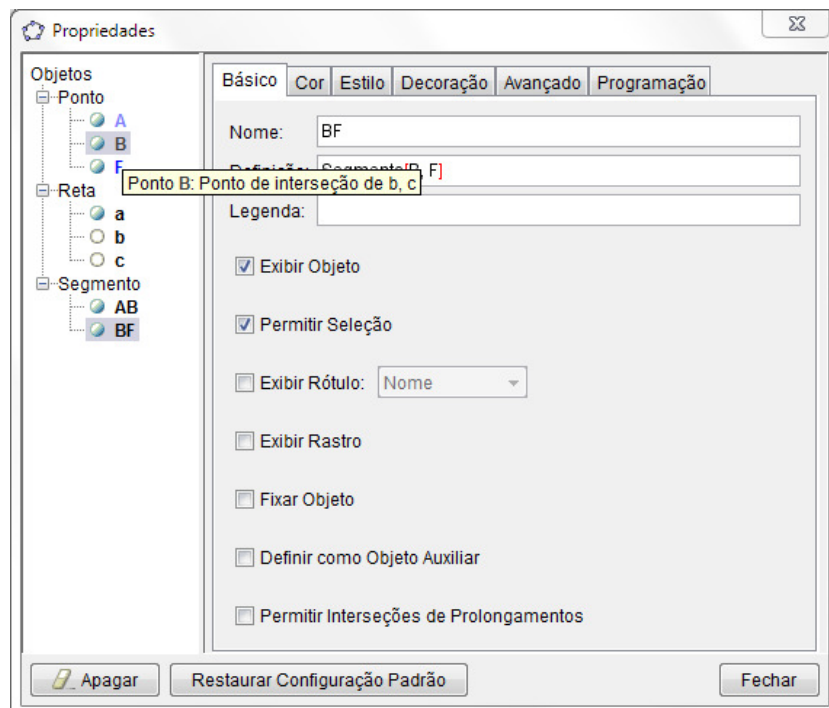 Propriedades
Objetos
Ponto
A
B
F
Reta
a
b
c
Segmento
AB
BF
Básico Cor Estilo Decoração Avançado Programação
Nome: BF
Definição: Segmento[B, F]
Ponto B: Ponto de interseção de b, c
Legenda:
Exibir Objeto
Permitir Seleção
Exibir Rótulo: Nome
Exibir Rastro
Fixar Objeto
Definir como Objeto Auxiliar
Permitir Interseções de Prolongamentos
Apagar Restaurar Configuração Padrão Fechar